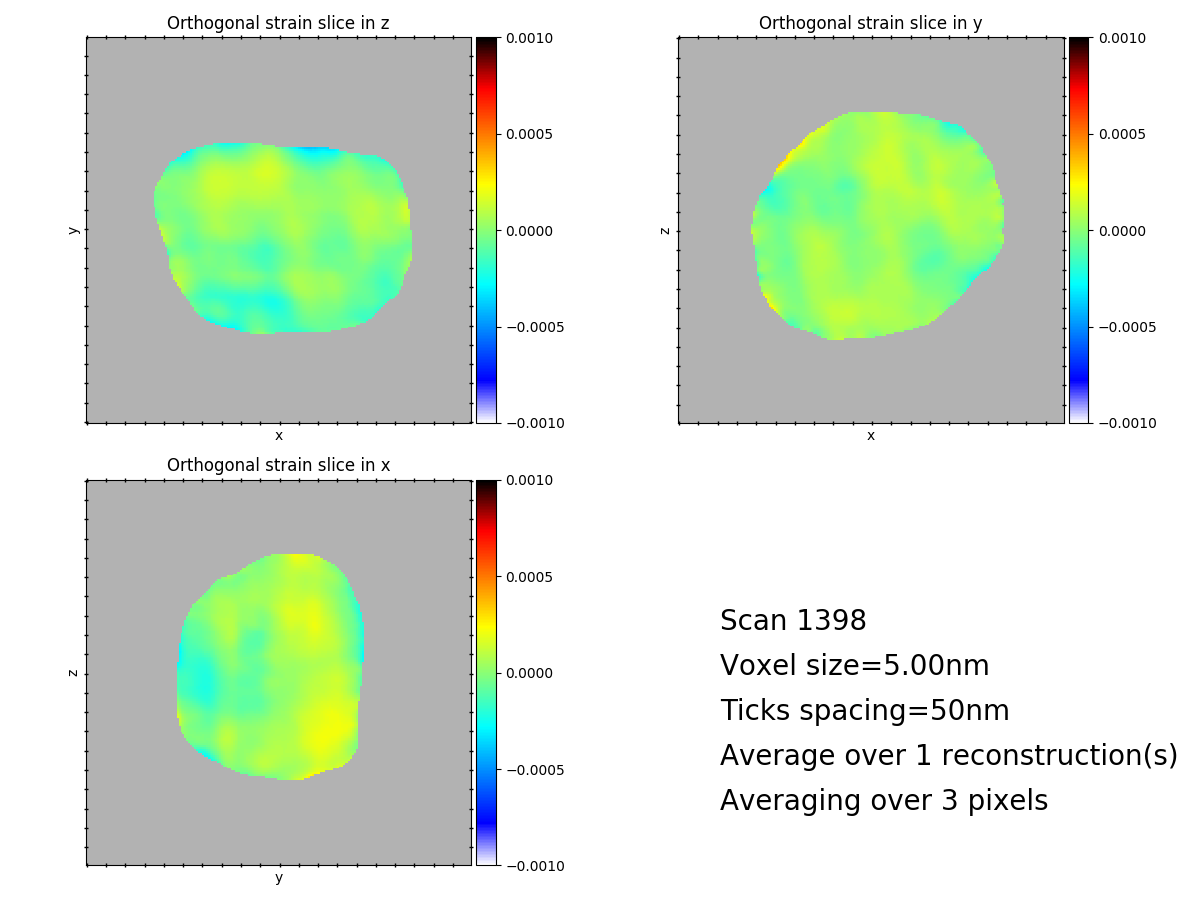 Orthogonal strain slice in z
0.0010
0.0005
0.0000
−0.0005
−0.0010
y
x
Orthogonal strain slice in y
0.0010
0.0005
0.0000
−0.0005
−0.0010
z
x
Orthogonal strain slice in x
0.0010
0.0005
0.0000
−0.0005
−0.0010
z
y
Scan 1398
Voxel size=5.00nm
Ticks spacing=50nm
Average over 1 reconstruction(s)
Averaging over 3 pixels